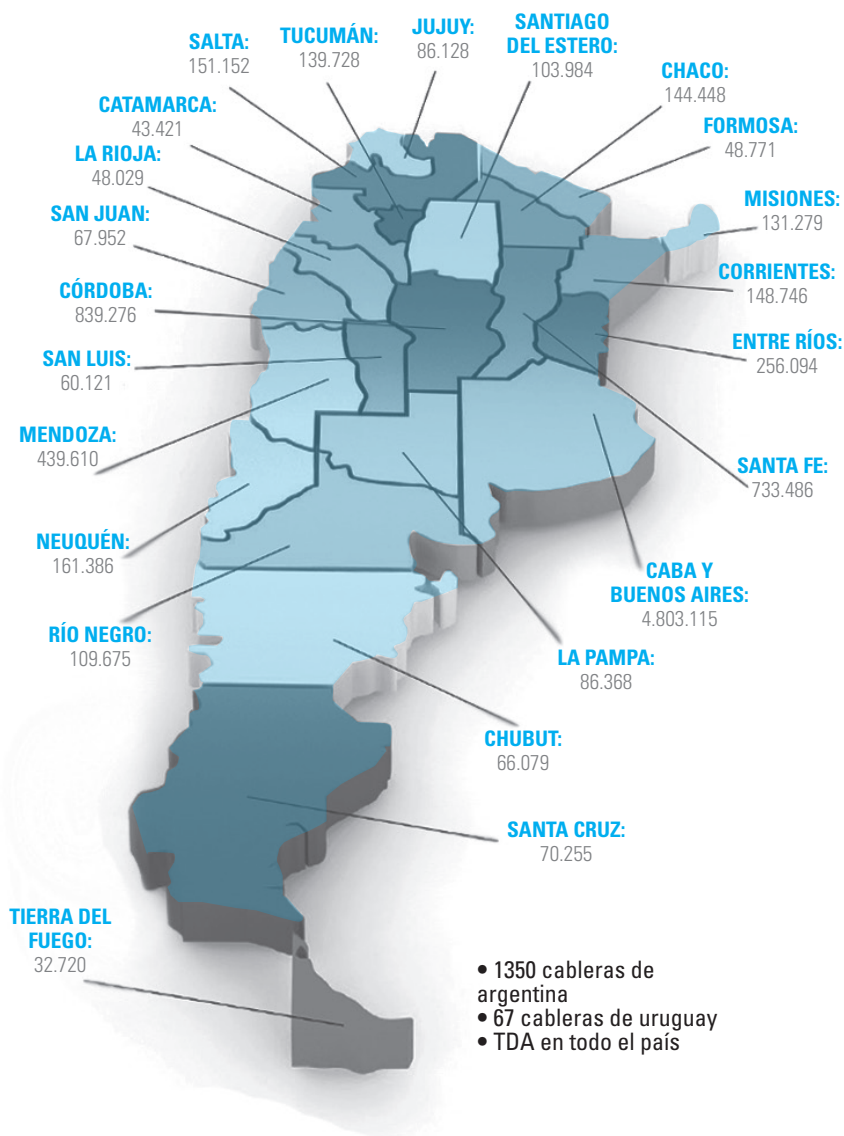 SALTA:
151.152
TUCUMÁN:
139.728
JUJUY:
86.128
SANTIAGO
DEL ESTERO:
103.984
CHACO:
144.448
CATAMARCA:
43.421
FORMOSA:
48.771
LA RIOJA:
48.029
MISIONES:
131.279
SAN JUAN:
67.952
CORRIENTES:
148.746
CÓRDOBA:
839.276
ENTRE RÍOS:
256.094
SAN LUIS:
60.121
MENDOZA:
439.610
SANTA FE:
733.486
NEUQUÉN:
161.386
CABA Y
BUENOS AIRES:
4.803.115
RÍO NEGRO:
109.675
LA PAMPA:
86.368
CHUBUT:
66.079
SANTA CRUZ:
70.255
TIERRA DEL
FUEGO:
32.720
• 1350 cableras de
argentina
• 67 cableras de uruguay
• TDA en todo el país